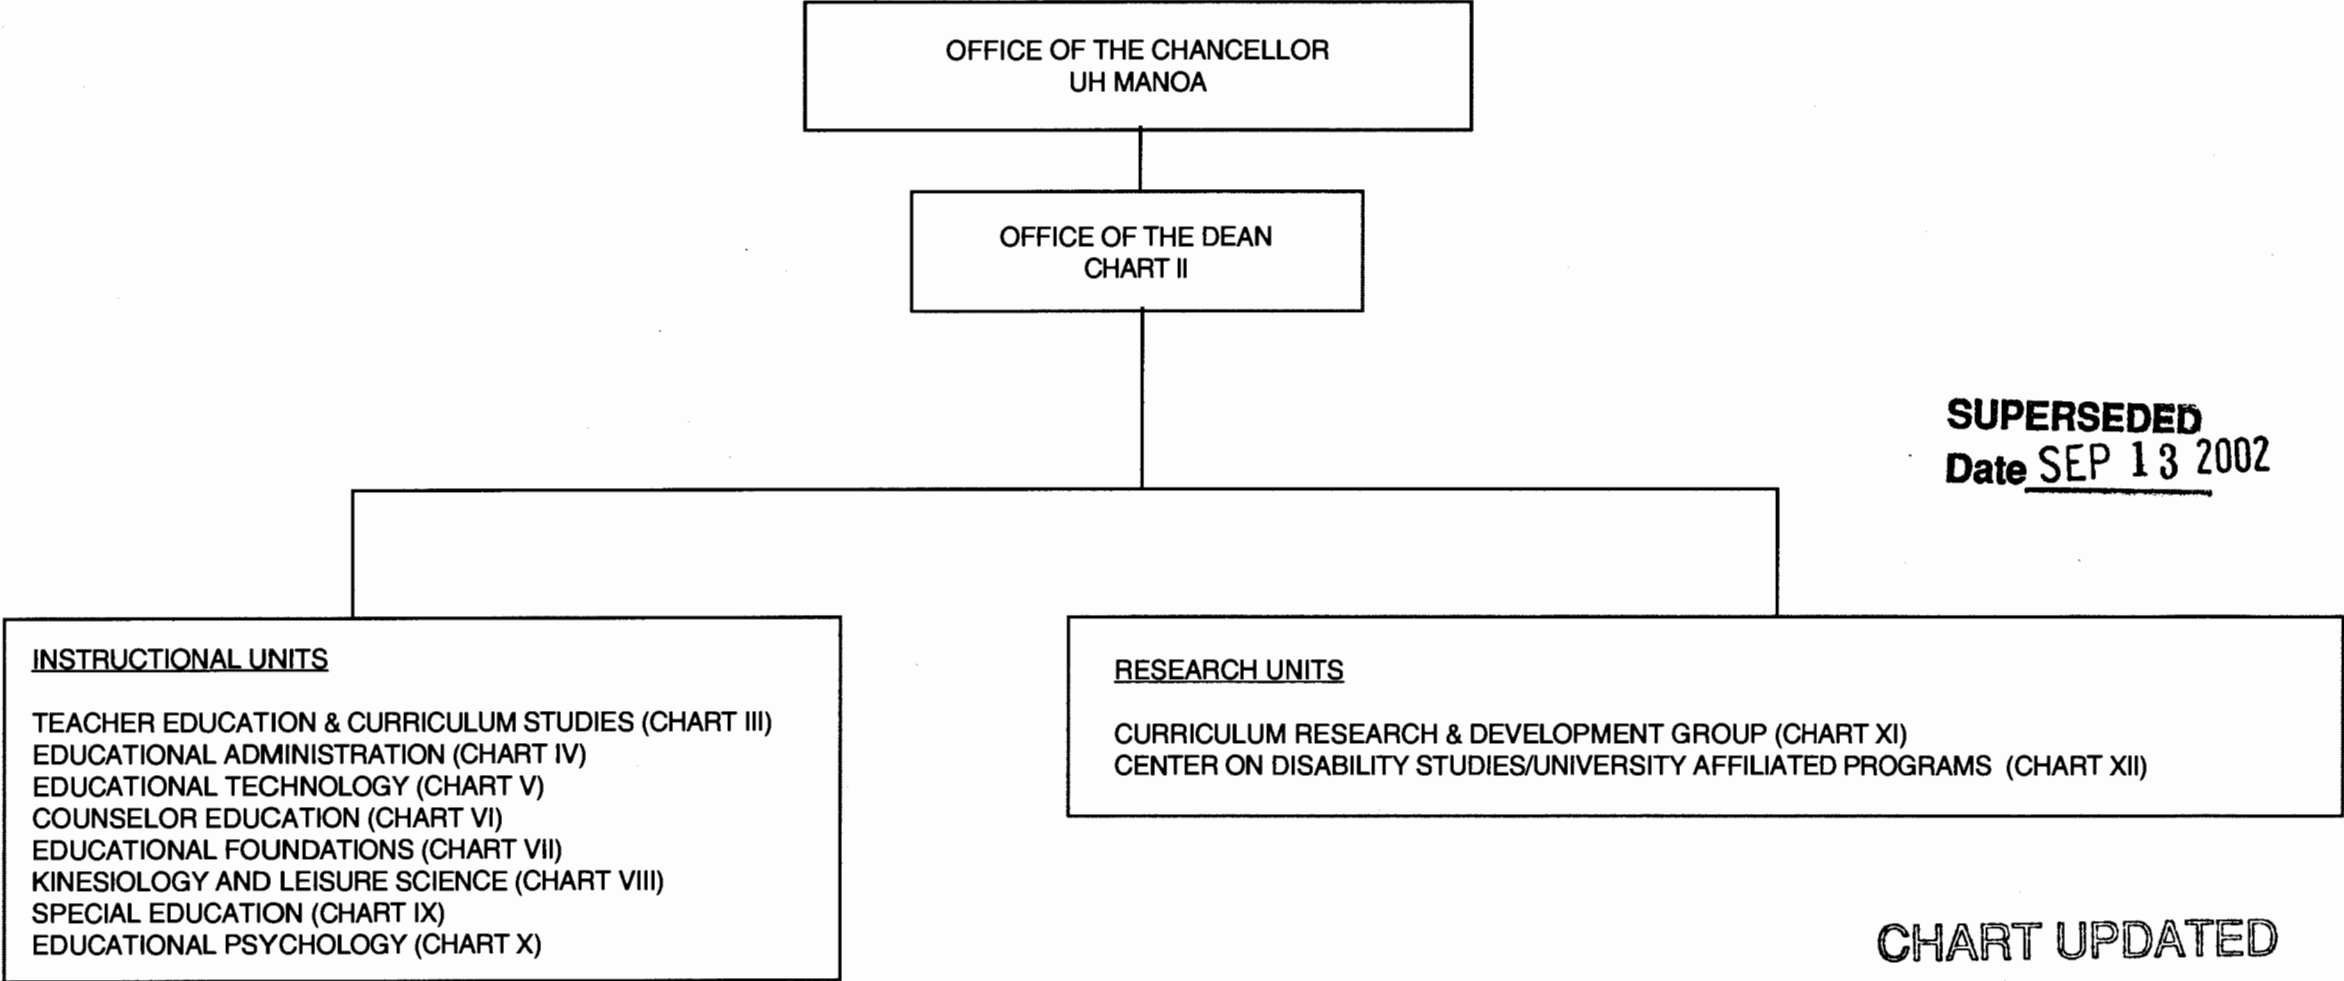 OFFICE OF THE CHANCELLOR
UH MANOA
OFFICE OF THE DEAN
CHART II
SUPERSEDED
Date SEP 13 2002
INSTRUCTIONAL UNITS
TEACHER EDUCATION & CURRICULUM STUDIES (CHART III)
EDUCATIONAL ADMINISTRATION (CHART IV)
EDUCATIONAL TECHNOLOGY (CHART V)
COUNSELOR EDUCATION (CHART VI)
EDUCATIONAL FOUNDATIONS (CHART VII)
KINESIOLOGY AND LEISURE SCIENCE (CHART VIII)
SPECIAL EDUCATION (CHART IX)
EDUCATIONAL PSYCHOLOGY (CHART X)
RESEARCH UNITS
CURRICULUM RESEARCH & DEVELOPMENT GROUP (CHART XI)
CENTER ON DISABILITY STUDIES/UNIVERSITY AFFILIATED PROGRAMS (CHART XII)
CHART UPDATED